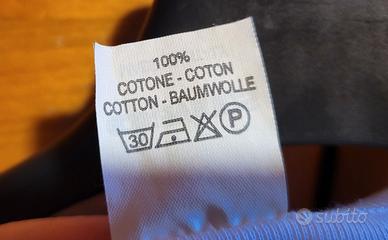 100%
COTONE - COTON
COTTON - BAUMWOLLE
30 P
subito